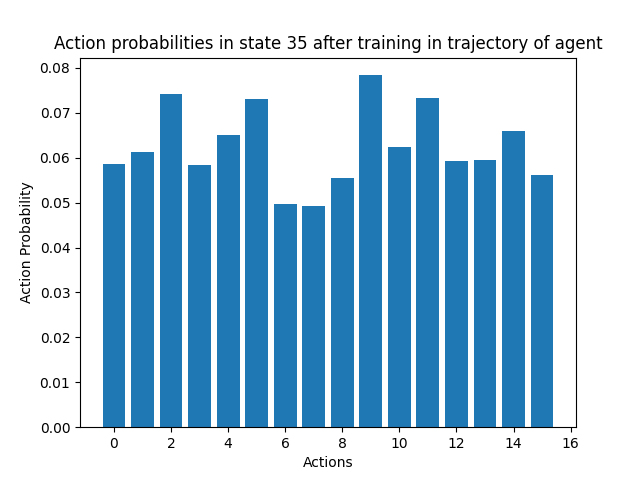 Action probabilities in state 35 after training in trajectory of agent
0.08
0.07
0.06
0.05
0.04
0.03
0.02
0.01
0.00
Action Probability
0 2 4 6 8 10 12 14 16
Actions